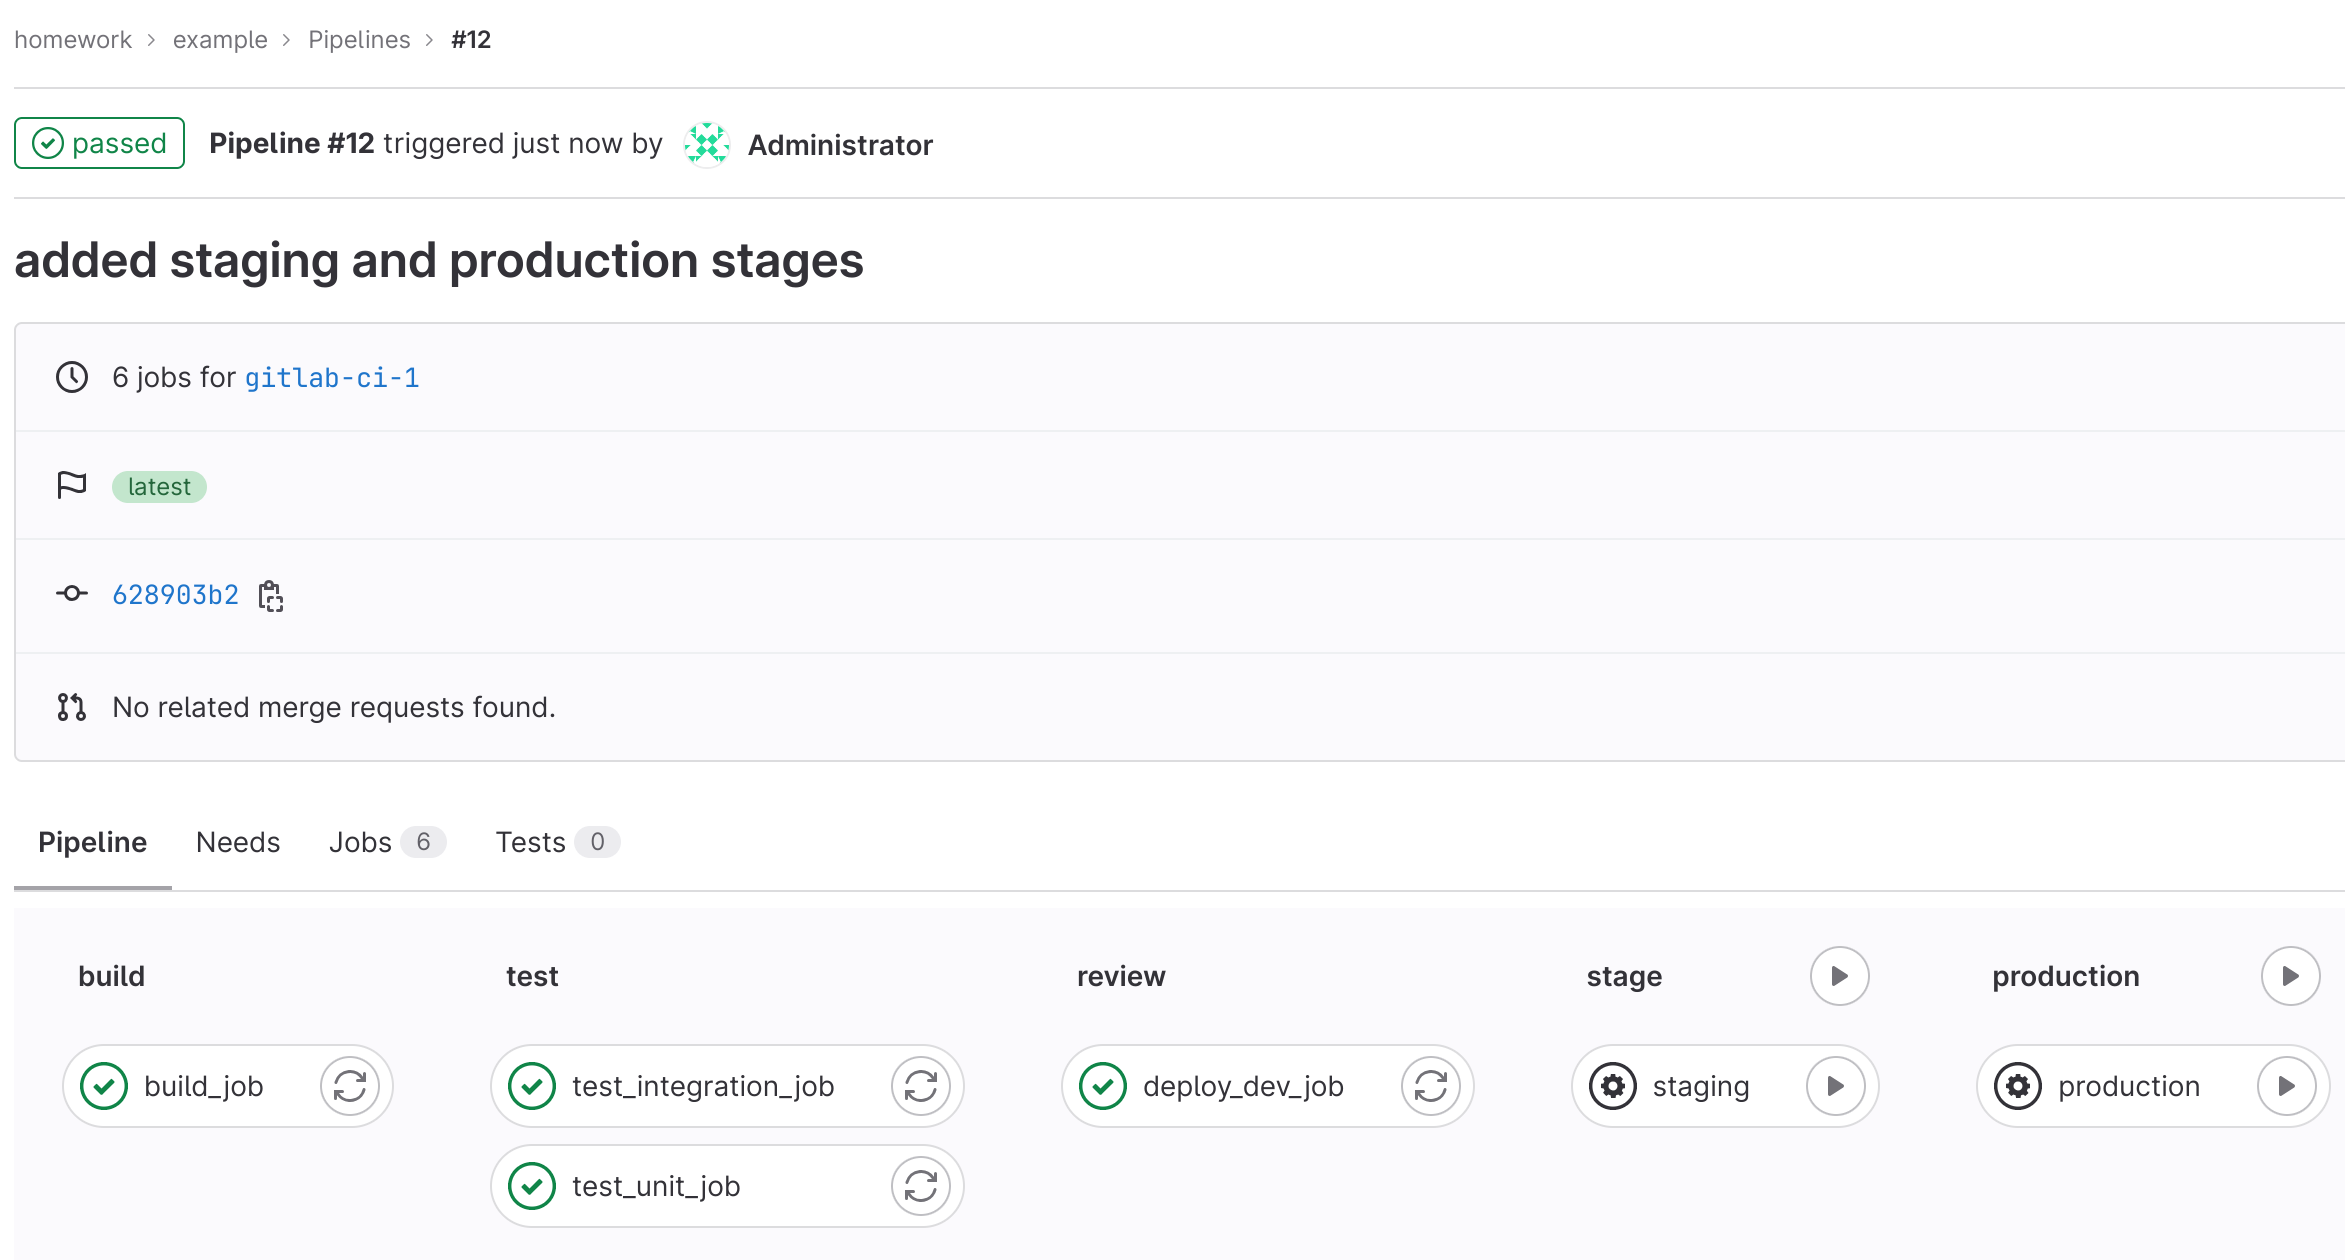 homework > example > Pipelines > #12
passed Pipeline #12 triggered just now by Administrator
added staging and production stages
6 jobs for gitlab-ci-1
latest
628903b2
No related merge requests found.
Pipeline Needs Jobs 6 Tests 0
build test review stage production
build_job test_integration_job deploy_dev_job staging production
test_unit_job